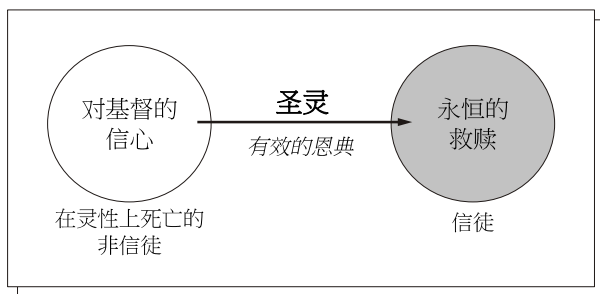 对基督的
信心
圣灵
有效的恩典
永恒的
救赎
在灵性上死亡的
非信徒
信徒